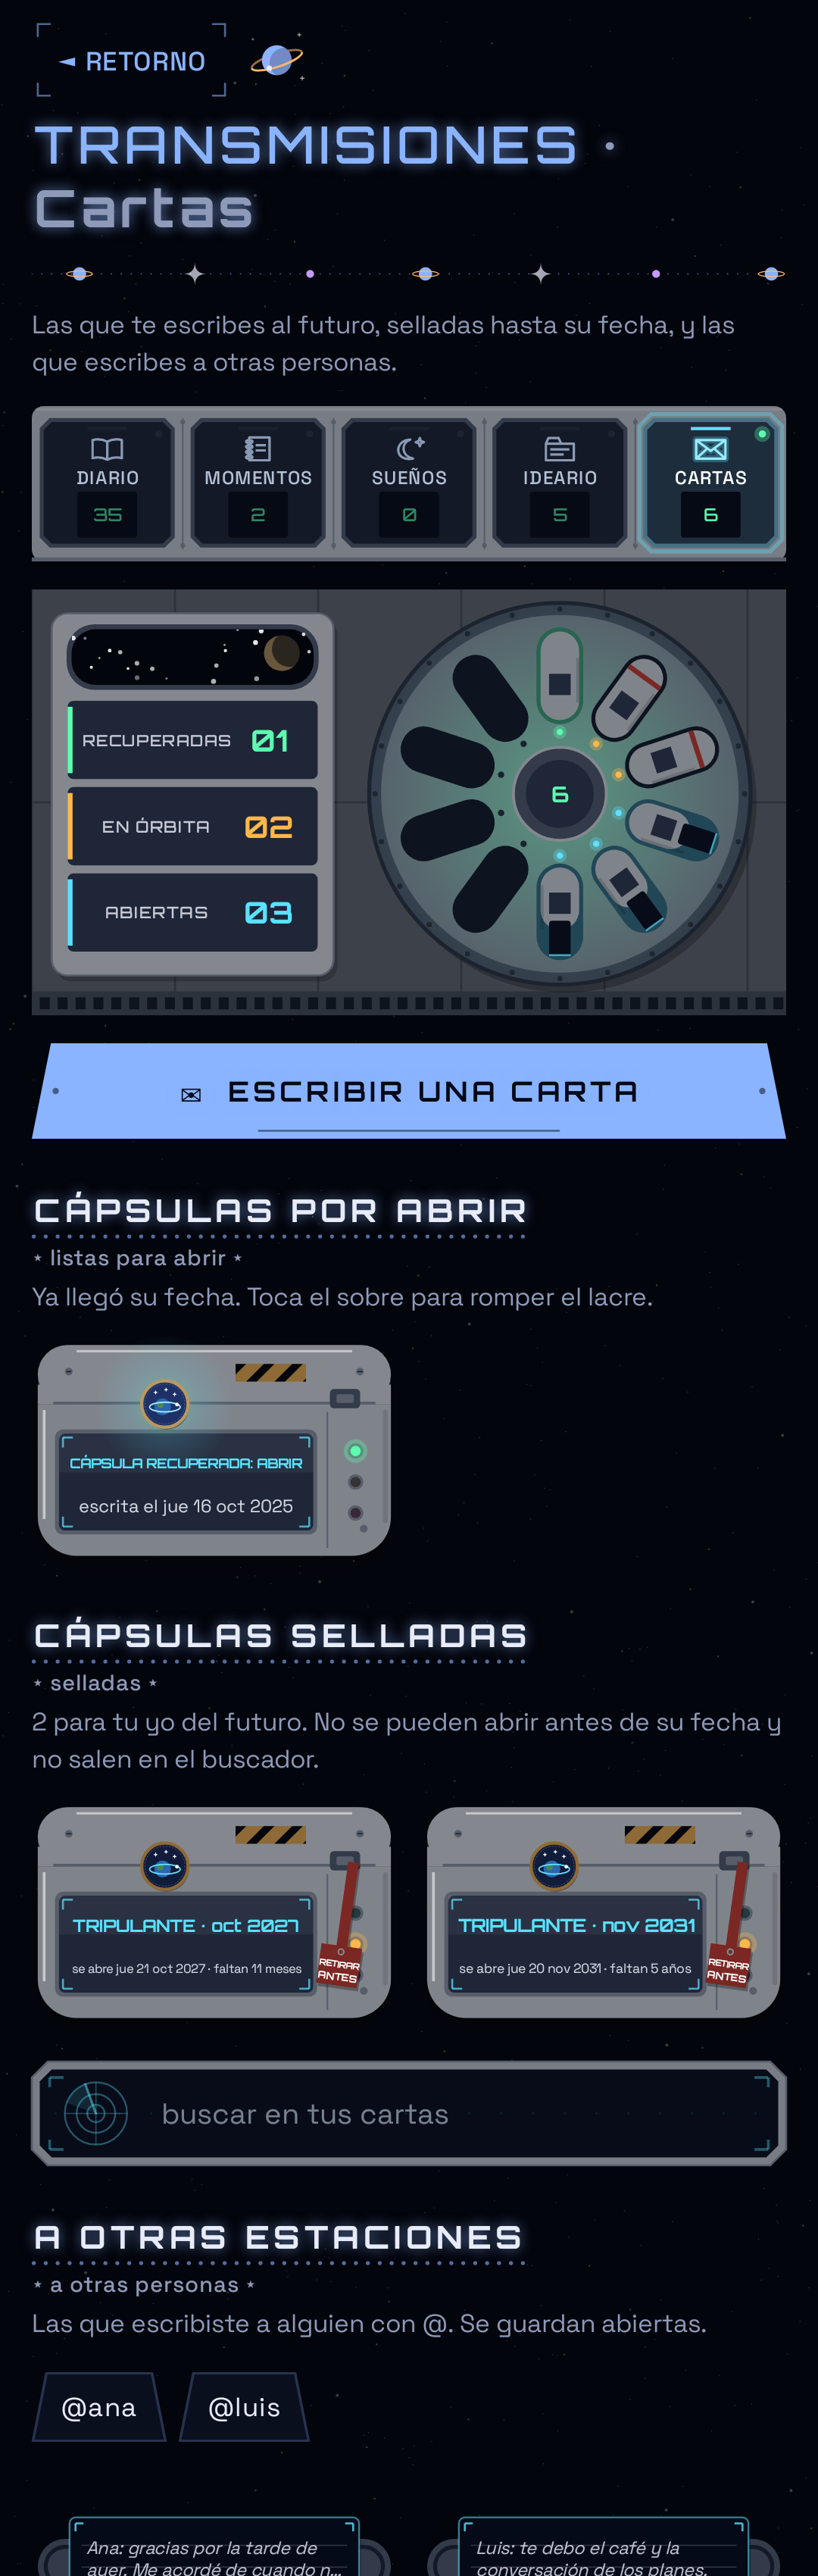 ◄ RETORNO
TRANSMISIONES ·
Cartas
Las que te escribes al futuro, selladas hasta su fecha, y las
que escribes a otras personas.
DIARIO
35
MOMENTOS
2
SUEÑOS
0
IDEARIO
5
CARTAS
6
RECUPERADAS 01
EN ÓRBITA 02
ABIERTAS 03
6
✉ ESCRIBIR UNA CARTA
CÁPSULAS POR ABRIR
⋆ listas para abrir ⋆
Ya llegó su fecha. Toca el sobre para romper el lacre.
CÁPSULA RECUPERADA: ABRIR
escrita el jue 16 oct 2025
CÁPSULAS SELLADAS
⋆ selladas ⋆
2 para tu yo del futuro. No se pueden abrir antes de su fecha y
no salen en el buscador.
TRIPULANTE · oct 2027
se abre jue 21 oct 2027 · faltan 11 meses
RETIRAR
ANTES
TRIPULANTE · nov 2031
se abre jue 20 nov 2031 · faltan 5 años
RETIRAR
ANTES
buscar en tus cartas
A OTRAS ESTACIONES
⋆ a otras personas ⋆
Las que escribiste a alguien con @. Se guardan abiertas.
@ana
@luis
Ana: gracias por la tarde de
ayer. Me acordé de cuando n...
Luis: te debo el café y la
conversación de los planes.